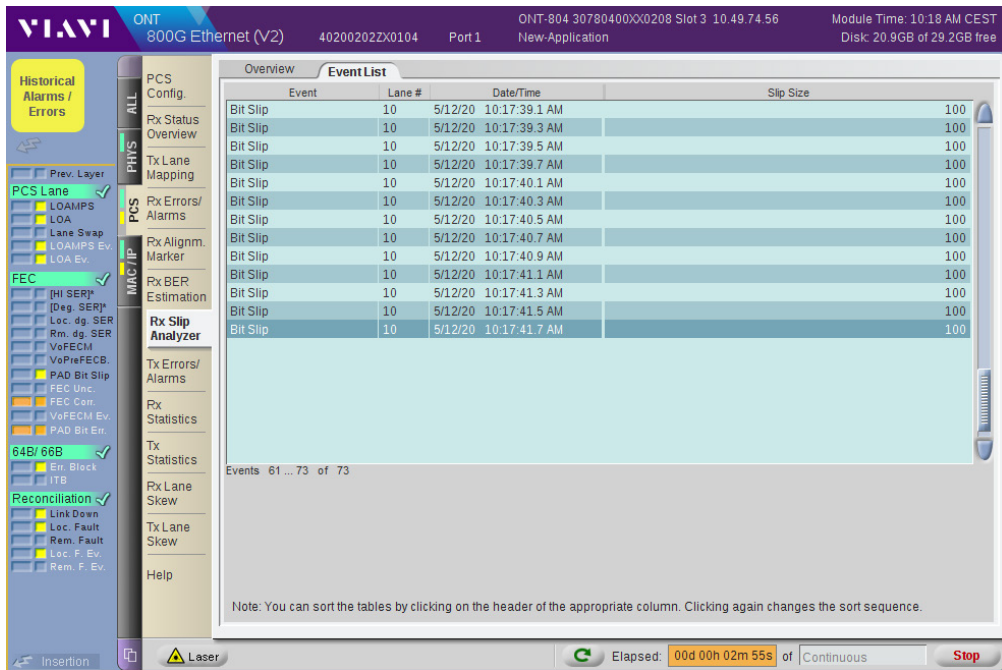 VIAVI
ONT
800G Ethernet (V2)
40200202ZX0104
Port 1
ONT-804 30780400XX0208 Slot 3 10.49.74.56
New-Application
Module Time: 10:18 AM CEST
Disk: 20.9GB of 29.2GB free
Historical
Alarms /
Errors
Prev. Layer
PCS Lane
LOAMPS
LOA
Lane Swap
LOAMPS Ev.
LOA Ev.
FEC
[HI SER]*
[Deg. SER]*
Loc. dg. SER
Rm. dg. SER
VoFECM
VoPreFECB.
PAD Bit Slip
FEC Unc.
FEC Corr.
VoFECM Ev.
PAD Bit Err.
64B/ 66B
Err. Block
ITB
Reconciliation
Link Down
Loc. Fault
Rem. Fault
Loc. F. Ev.
Rem. F. Ev.
Insertion
ALL
PHYS
PCS
MAC / IP
PCS
Config.
Rx Status
Overview
Tx Lane
Mapping
Rx Errors/
Alarms
Rx Alignm.
Marker
Rx BER
Estimation
Rx Slip
Analyzer
Tx Errors/
Alarms
Rx
Statistics
Tx
Statistics
Rx Lane
Skew
Tx Lane
Skew
Help
Overview
Event List
Event Lane # Date/Time Slip Size
Bit Slip 10 5/12/20 10:17:39.1 AM 100
Bit Slip 10 5/12/20 10:17:39.3 AM 100
Bit Slip 10 5/12/20 10:17:39.5 AM 100
Bit Slip 10 5/12/20 10:17:39.7 AM 100
Bit Slip 10 5/12/20 10:17:40.1 AM 100
Bit Slip 10 5/12/20 10:17:40.3 AM 100
Bit Slip 10 5/12/20 10:17:40.5 AM 100
Bit Slip 10 5/12/20 10:17:40.7 AM 100
Bit Slip 10 5/12/20 10:17:40.9 AM 100
Bit Slip 10 5/12/20 10:17:41.1 AM 100
Bit Slip 10 5/12/20 10:17:41.3 AM 100
Bit Slip 10 5/12/20 10:17:41.5 AM 100
Bit Slip 10 5/12/20 10:17:41.7 AM 100
Events 61 ... 73 of 73
Note: You can sort the tables by clicking on the header of the appropriate column. Clicking again changes the sort sequence.
Laser
Elapsed: 00d 00h 02m 55s of Continuous
Stop